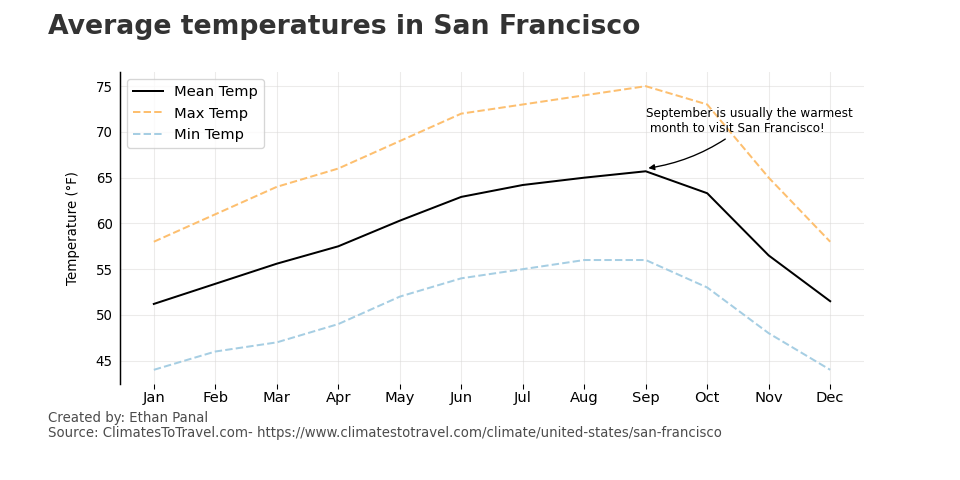 Average temperatures in San Francisco
75
70
65
60
55
50
45
Temperature (°F)
Mean Temp
Max Temp
Min Temp
September is usually the warmest
month to visit San Francisco!
Jan Feb Mar Apr May Jun Jul Aug Sep Oct Nov Dec
Created by: Ethan Panal
Source: ClimatesToTravel.com- https://www.climatestotravel.com/climate/united-states/san-francisco